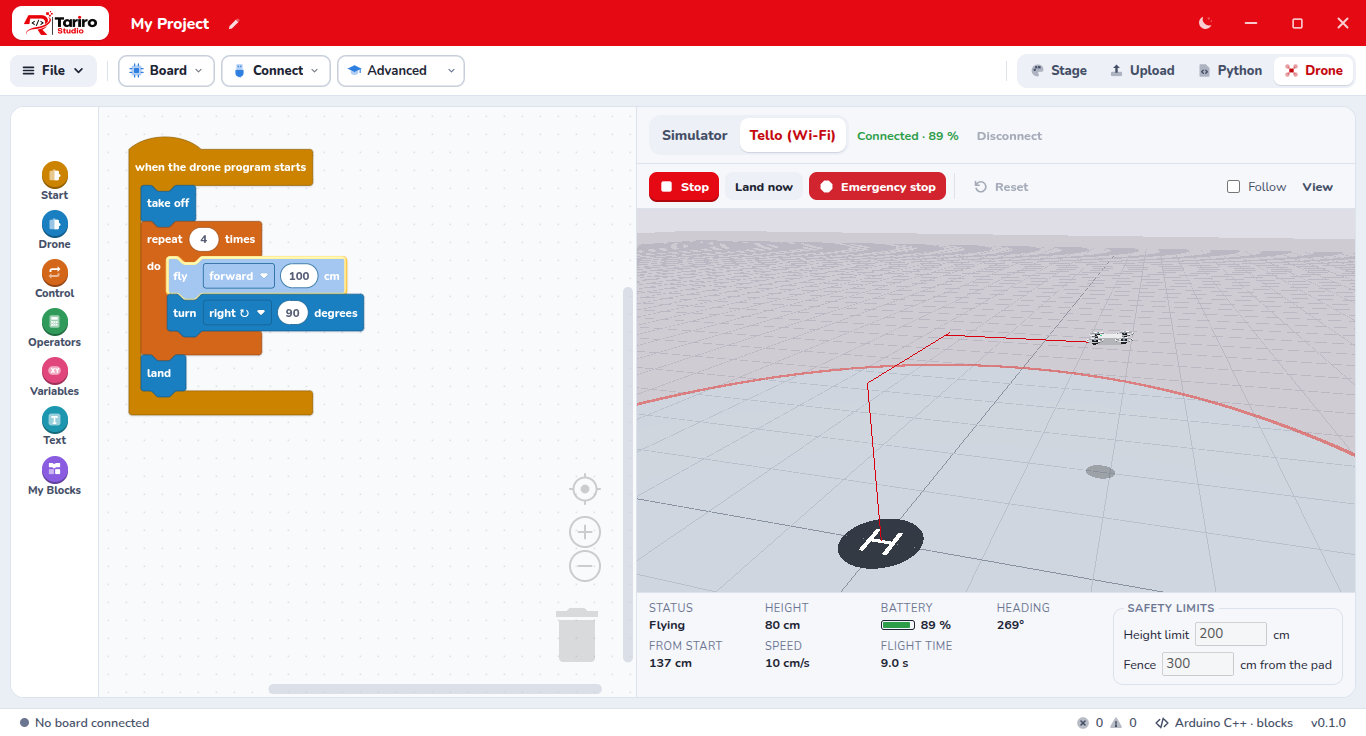 Tariro
Studio
My Project
File
Board
Connect
Advanced
Stage
Upload
Python
Drone
Start
Drone
Control
Operators
Variables
Text
My Blocks
when the drone program starts
take off
repeat 4 times
do
fly forward 100 cm
turn right ↻ 90 degrees
land
Simulator
Tello (Wi-Fi)
Connected · 89 %
Disconnect
Stop
Land now
Emergency stop
Reset
Follow
View
H
STATUS
Flying
HEIGHT
80 cm
BATTERY
89 %
HEADING
269°
FROM START
137 cm
SPEED
10 cm/s
FLIGHT TIME
9.0 s
SAFETY LIMITS
Height limit 200 cm
Fence 300 cm from the pad
No board connected
0
0
Arduino C++ · blocks
v0.1.0